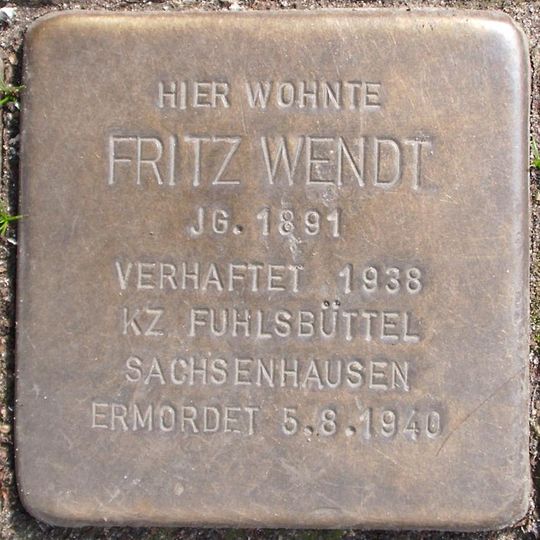 HIER WOHNTE
FRITZ WENDT
JG. 1891
VERHAFTET 1938
KZ FUHLSBÜTTEL
SACHSENHAUSEN
ERMORDET 5.8.1940